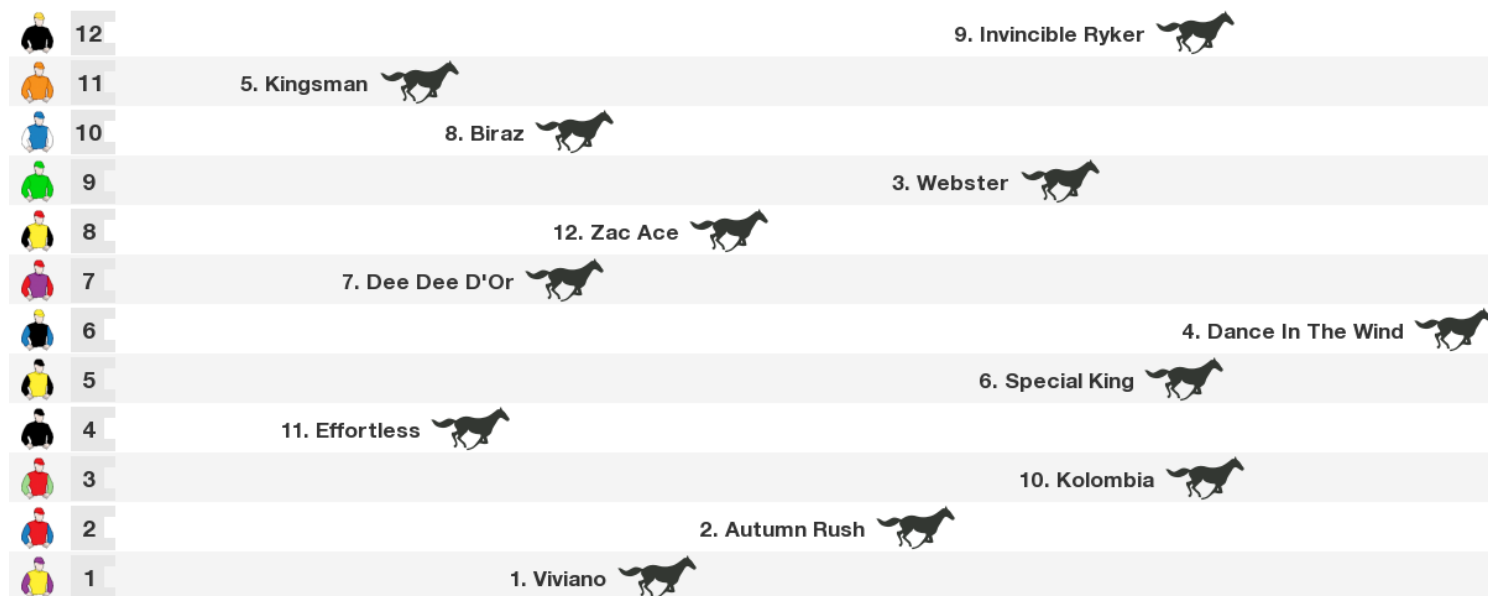 12 9. Invincible Ryker
11 5. Kingsman
10 8. Biraz
9 3. Webster
8 12. Zac Ace
7 7. Dee Dee D'Or
6 4. Dance In The Wind
5 6. Special King
4 11. Effortless
3 10. Kolombia
2 2. Autumn Rush
1 1. Viviano